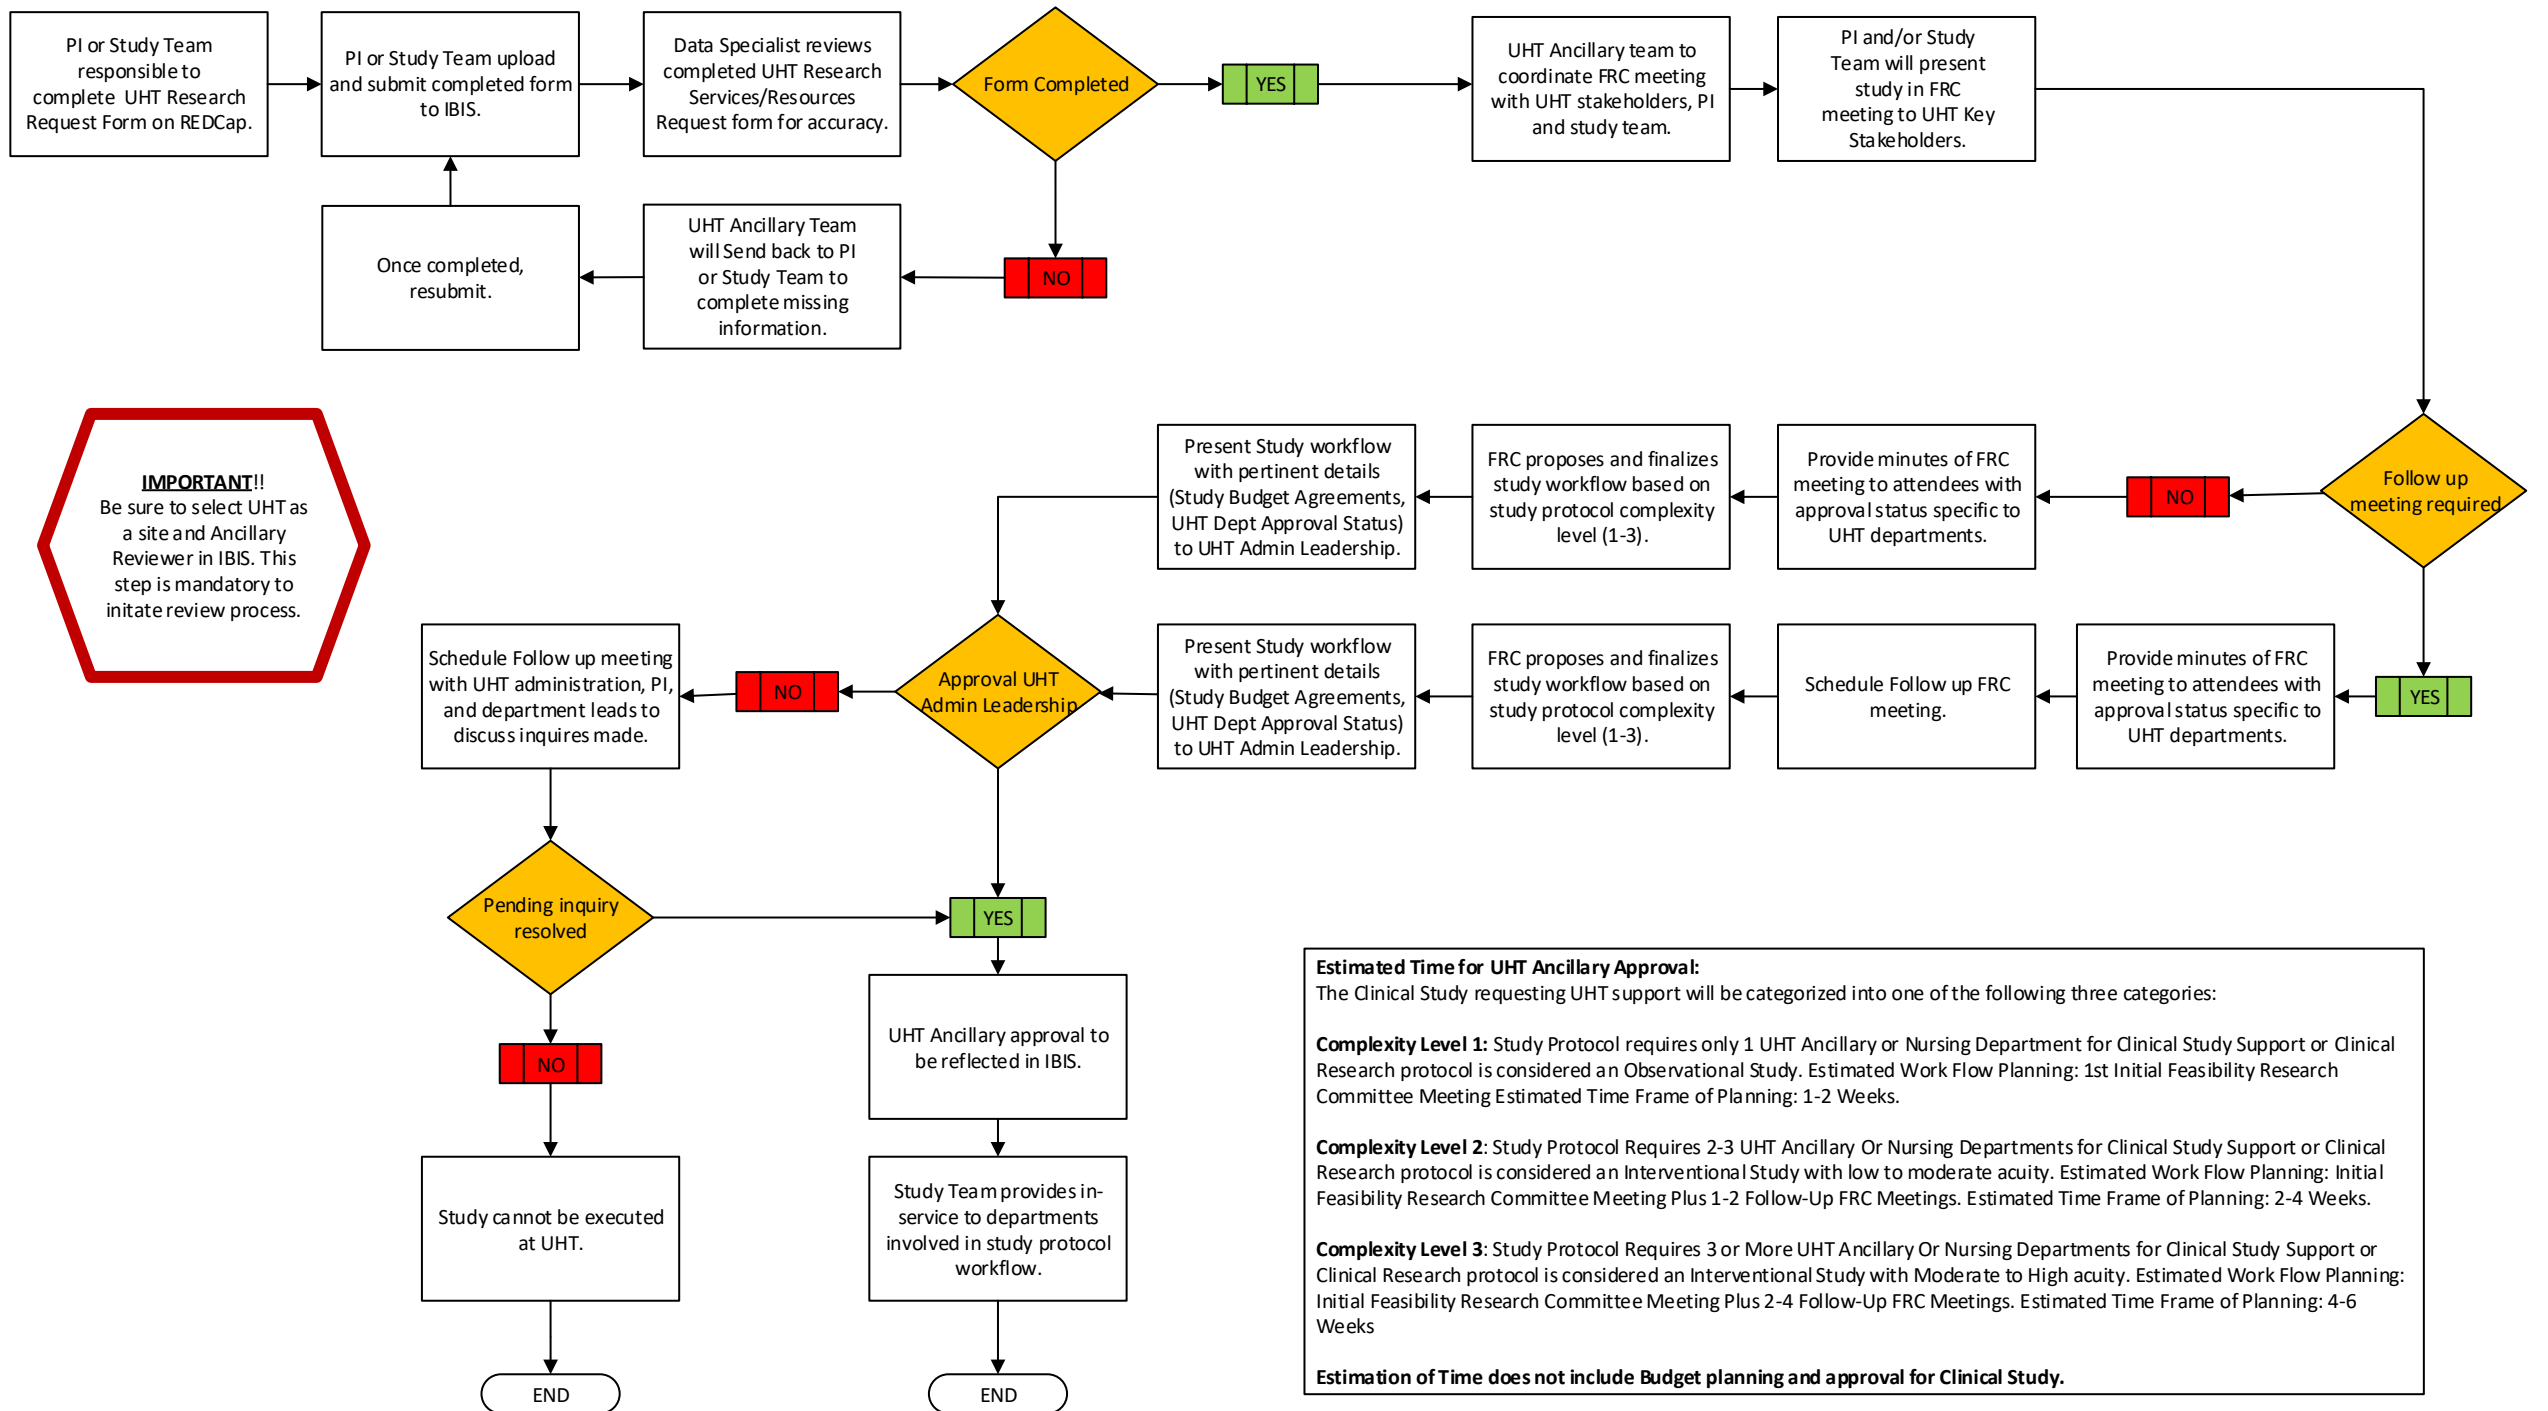 PI or Study Team
responsible to
complete UHT Research
Request Form on REDCap.
PI or Study Team upload
and submit completed form
to IBIS.
Data Specialist reviews
completed UHT Research
Services/Resources
Request form for accuracy.
Form Completed
YES
UHT Ancillary team to
coordinate FRC meeting
with UHT stakeholders, PI
and study team.
PI and/or Study
Team will present
study in FRC
meeting to UHT Key
Stakeholders.
Once completed,
resubmit.
UHT Ancillary Team
will Send back to PI
or Study Team to
complete missing
information.
NO
IMPORTANT!!
Be sure to select UHT as
a site and Ancillary
Reviewer in IBIS. This
step is mandatory to
initate review process.
Present Study workflow
with pertinent details
(Study Budget Agreements,
UHT Dept Approval Status)
to UHT Admin Leadership.
FRC proposes and finalizes
study workflow based on
study protocol complexity
level (1-3).
Provide minutes of FRC
meeting to attendees with
approval status specific to
UHT departments.
NO
Follow up
meeting required
Schedule Follow up meeting
with UHT administration, PI,
and department leads to
discuss inquires made.
NO
Approval UHT
Admin Leadership
Present Study workflow
with pertinent details
(Study Budget Agreements,
UHT Dept Approval Status)
to UHT Admin Leadership.
FRC proposes and finalizes
study workflow based on
study protocol complexity
level (1-3).
Schedule Follow up FRC
meeting.
Provide minutes of FRC
meeting to attendees with
approval status specific to
UHT departments.
YES
Pending inquiry
resolved
YES
NO
UHT Ancillary approval to
be reflected in IBIS.
Study cannot be executed
at UHT.
Study Team provides in-
service to departments
involved in study protocol
workflow.
END
END
Estimated Time for UHT Ancillary Approval:
The Clinical Study requesting UHT support will be categorized into one of the following three categories:
Complexity Level 1: Study Protocol requires only 1 UHT Ancillary or Nursing Department for Clinical Study Support or Clinical
Research protocol is considered an Observational Study. Estimated Work Flow Planning: 1st Initial Feasibility Research
Committee Meeting Estimated Time Frame of Planning: 1-2 Weeks.
Complexity Level 2: Study Protocol Requires 2-3 UHT Ancillary Or Nursing Departments for Clinical Study Support or Clinical
Research protocol is considered an Interventional Study with low to moderate acuity. Estimated Work Flow Planning: Initial
Feasibility Research Committee Meeting Plus 1-2 Follow-Up FRC Meetings. Estimated Time Frame of Planning: 2-4 Weeks.
Complexity Level 3: Study Protocol Requires 3 or More UHT Ancillary Or Nursing Departments for Clinical Study Support or
Clinical Research protocol is considered an Interventional Study with Moderate to High acuity. Estimated Work Flow Planning:
Initial Feasibility Research Committee Meeting Plus 2-4 Follow-Up FRC Meetings. Estimated Time Frame of Planning: 4-6
Weeks
Estimation of Time does not include Budget planning and approval for Clinical Study.